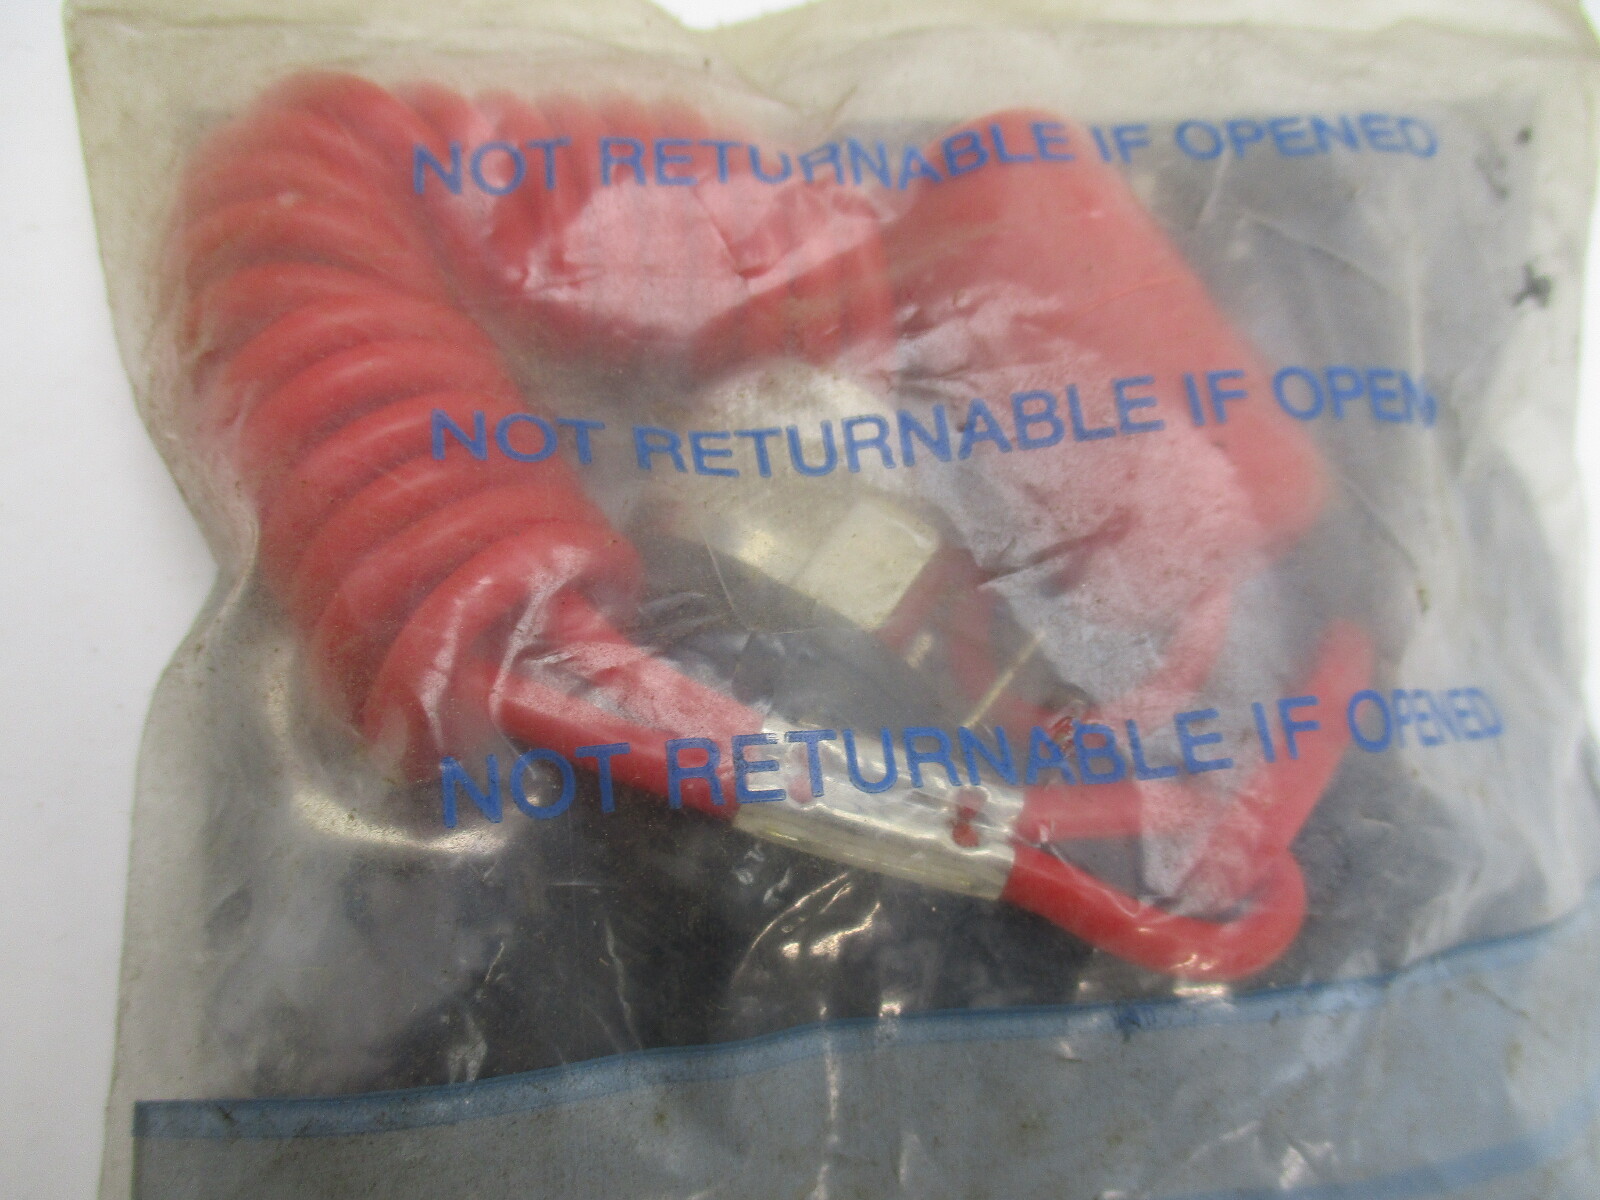 NOT RETURNABLE IF OPENED
NOT RETURNABLE IF OPEN
NOT RETURNABLE IF OPENED